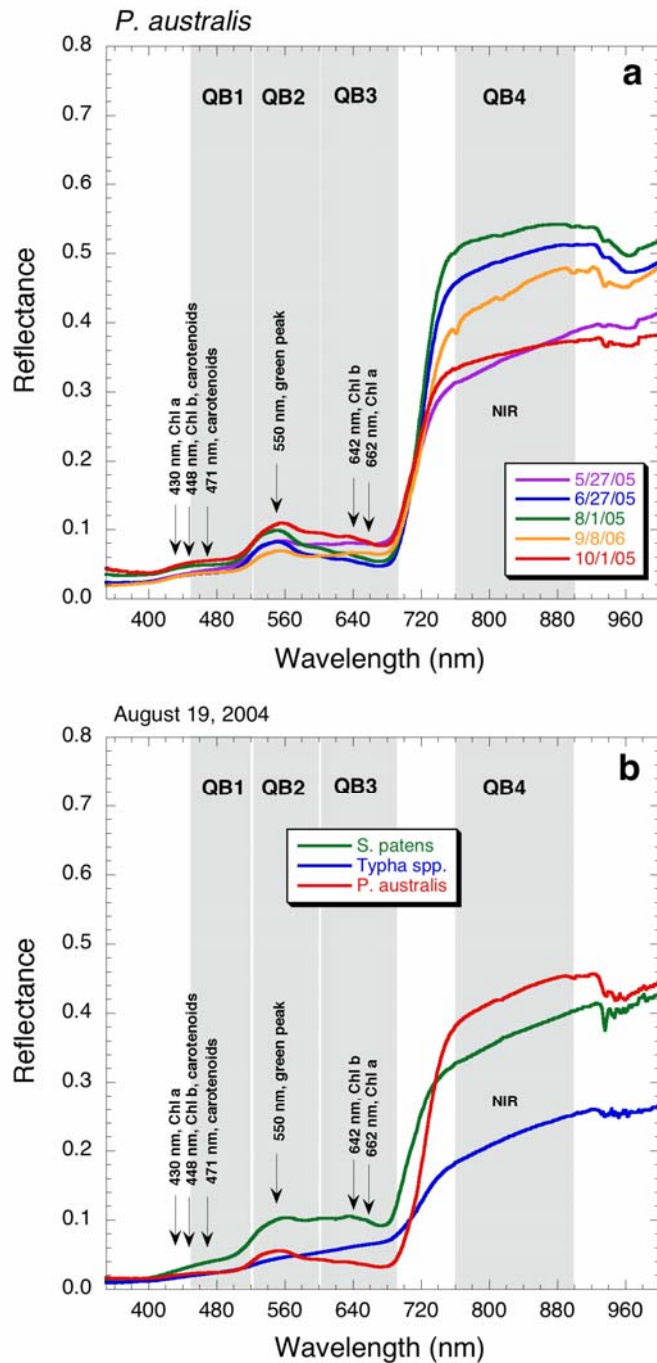 P. australis
a
QB1 QB2 QB3 QB4
0.8
0.7
0.6
0.5
0.4
0.3
0.2
0.1
0.0
Reflectance
430 nm, Chl a
448 nm, Chl b, carotenoids
471 nm, carotenoids
550 nm, green peak
642 nm, Chl b
662 nm, Chl a
NIR
5/27/05
6/27/05
8/1/05
9/8/06
10/1/05
400 480 560 640 720 800 880 960
Wavelength (nm)
August 19, 2004
b
QB1 QB2 QB3 QB4
0.8
0.7
0.6
0.5
0.4
0.3
0.2
0.1
0.0
Reflectance
S. patens
Typha spp.
P. australis
430 nm, Chl a
448 nm, Chl b, carotenoids
471 nm, carotenoids
550 nm, green peak
642 nm, Chl b
662 nm, Chl a
NIR
400 480 560 640 720 800 880 960
Wavelength (nm)